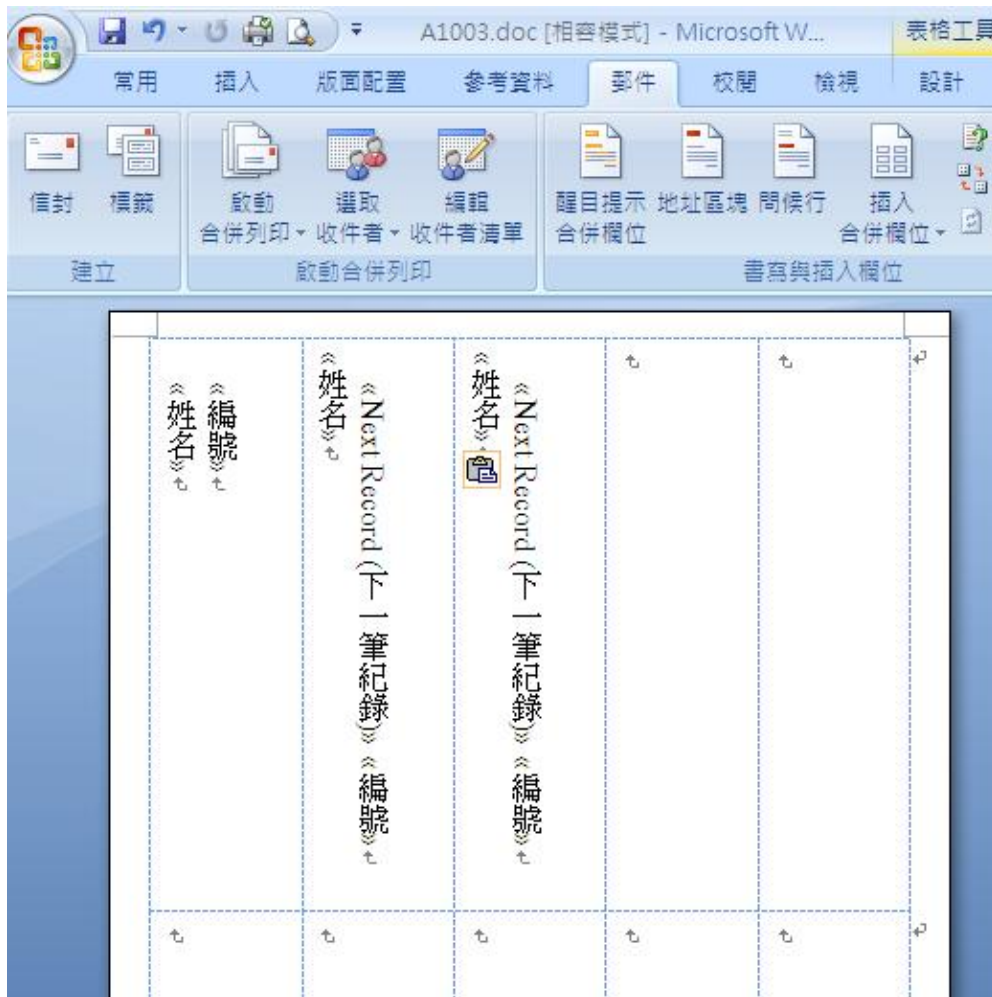 A1003.doc [相容模式] - Microsoft W...
表格工具
常用
插入
版面配置
參考資料
郵件
校閱
檢視
設計
信封
標籤
啟動
合併列印
選取
收件者
編輯
收件者清單
醒目提示
合併欄位
地址區塊
問候行
插入
合併欄位
建立
啟動合併列印
書寫與插入欄位
«編號»
«姓名»
«Next Record (下一筆紀錄)» «編號»
«姓名»
«Next Record (下一筆紀錄)» «編號»
«姓名»